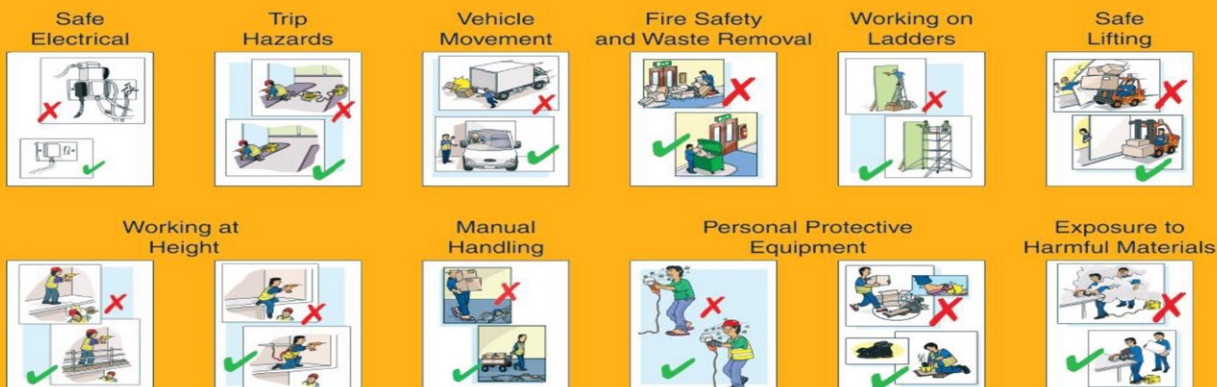 Safe
Electrical
Trip
Hazards
Vehicle
Movement
Fire Safety
and Waste Removal
Working on
Ladders
Safe
Lifting
Working at
Height
Manual
Handling
Personal Protective
Equipment
Exposure to
Harmful Materials